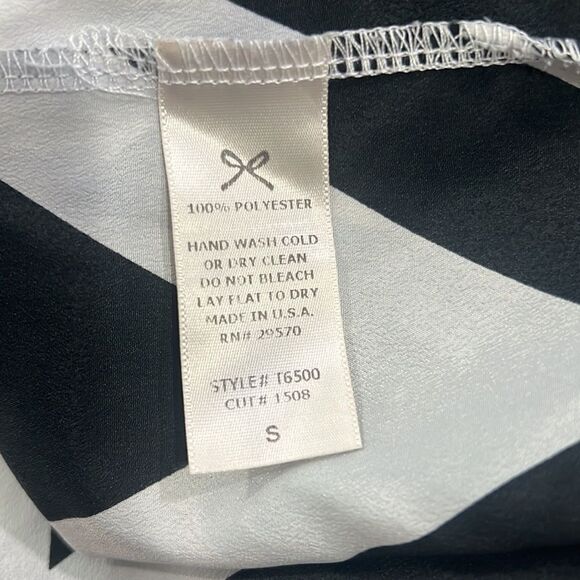 100% POLYESTER
HAND WASH COLD
OR DRY CLEAN
DO NOT BLEACH
LAY FLAT TO DRY
MADE IN U.S.A.
RN# 29570
STYLE# T6500
CUT# 1508
S